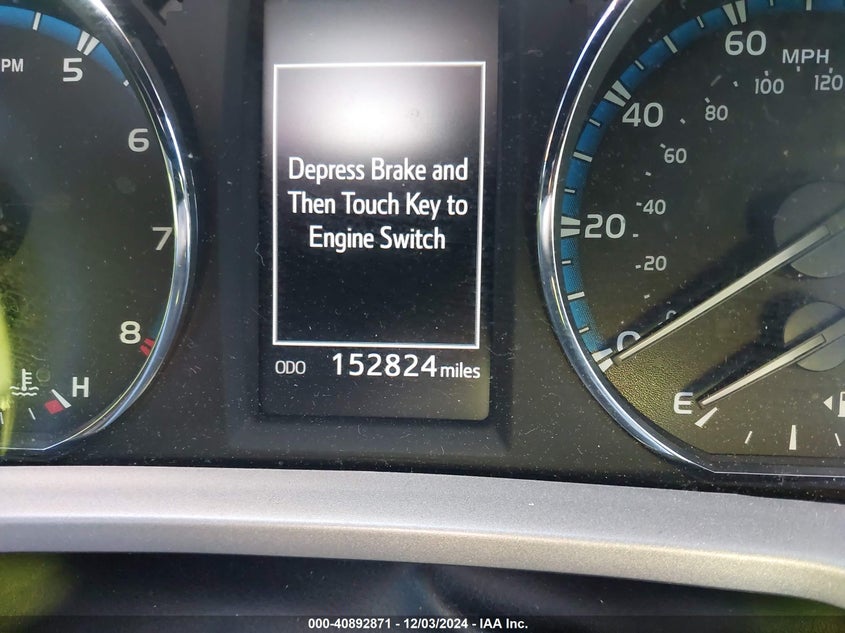 PM
5
6
7
8
H
Depress Brake and
Then Touch Key to
Engine Switch
ODO 152824 miles
MPH
60
40
20
0
120
100
80
60
40
20
E
000-40892871 - 12/03/2024 - IAA Inc.